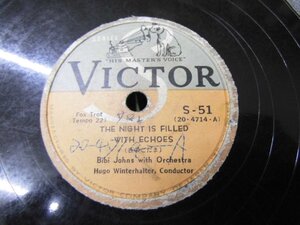 "HIS MASTER'S VOICE"
VICTOR
Fox Trot
Tempo 22
S-51
(20-4714-A)
THE NIGHT IS FILLED
WITH ECHOES
Bibi Johns with Orchestra
Hugo Winterhalter, Conductor